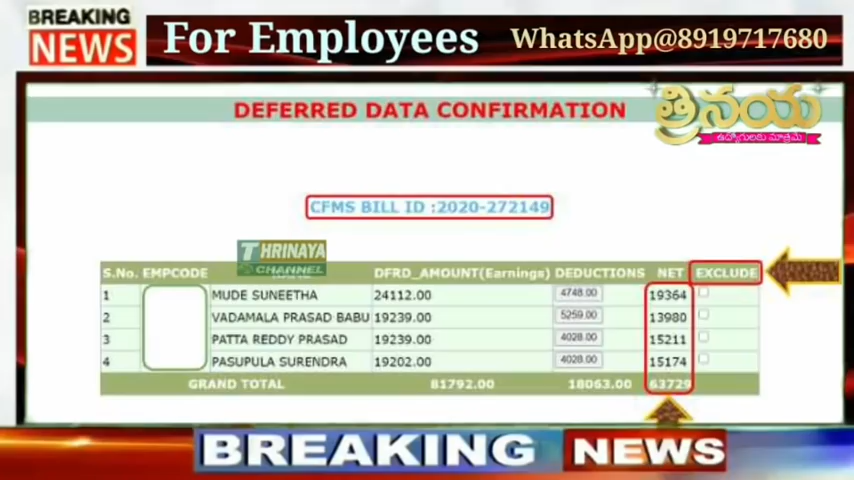 BREAKING
NEWS
For Employees
WhatsApp@8919717680
DEFERRED DATA CONFIRMATION
త్రినయ
ఉద్యోగులకు మాత్రమే
CFMS BILL ID :2020-272149
THRINAYA
CHANNEL
S.No. EMPCODE DFRD_AMOUNT(Earnings) DEDUCTIONS NET EXCLUDE
1 MUDE SUNEETHA 24112.00 4748.00 19364
2 VADAMALA PRASAD BABU 19239.00 5259.00 13980
3 PATTA REDDY PRASAD 19239.00 4028.00 15211
4 PASUPULA SURENDRA 19202.00 4028.00 15174
GRAND TOTAL 81792.00 18063.00 63729
BREAKING NEWS